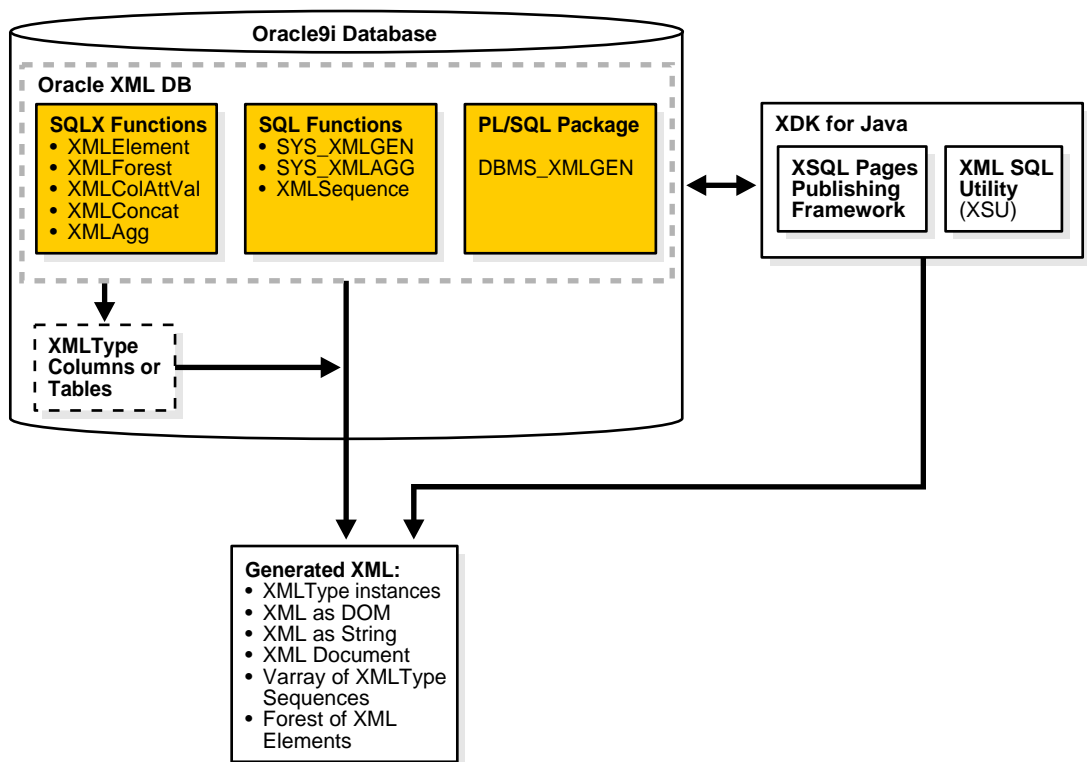 Oracle9i Database
Oracle XML DB
SQLX Functions
• XMLElement
• XMLForest
• XMLColAttVal
• XMLConcat
• XMLAgg
SQL Functions
• SYS_XMLGEN
• SYS_XMLAGG
• XMLSequence
PL/SQL Package
DBMS_XMLGEN
XDK for Java
XSQL Pages
Publishing
Framework
XML SQL
Utility
(XSU)
XMLType
Columns or
Tables
Generated XML:
• XMLType instances
• XML as DOM
• XML as String
• XML Document
• Varray of XMLType
Sequences
• Forest of XML
Elements